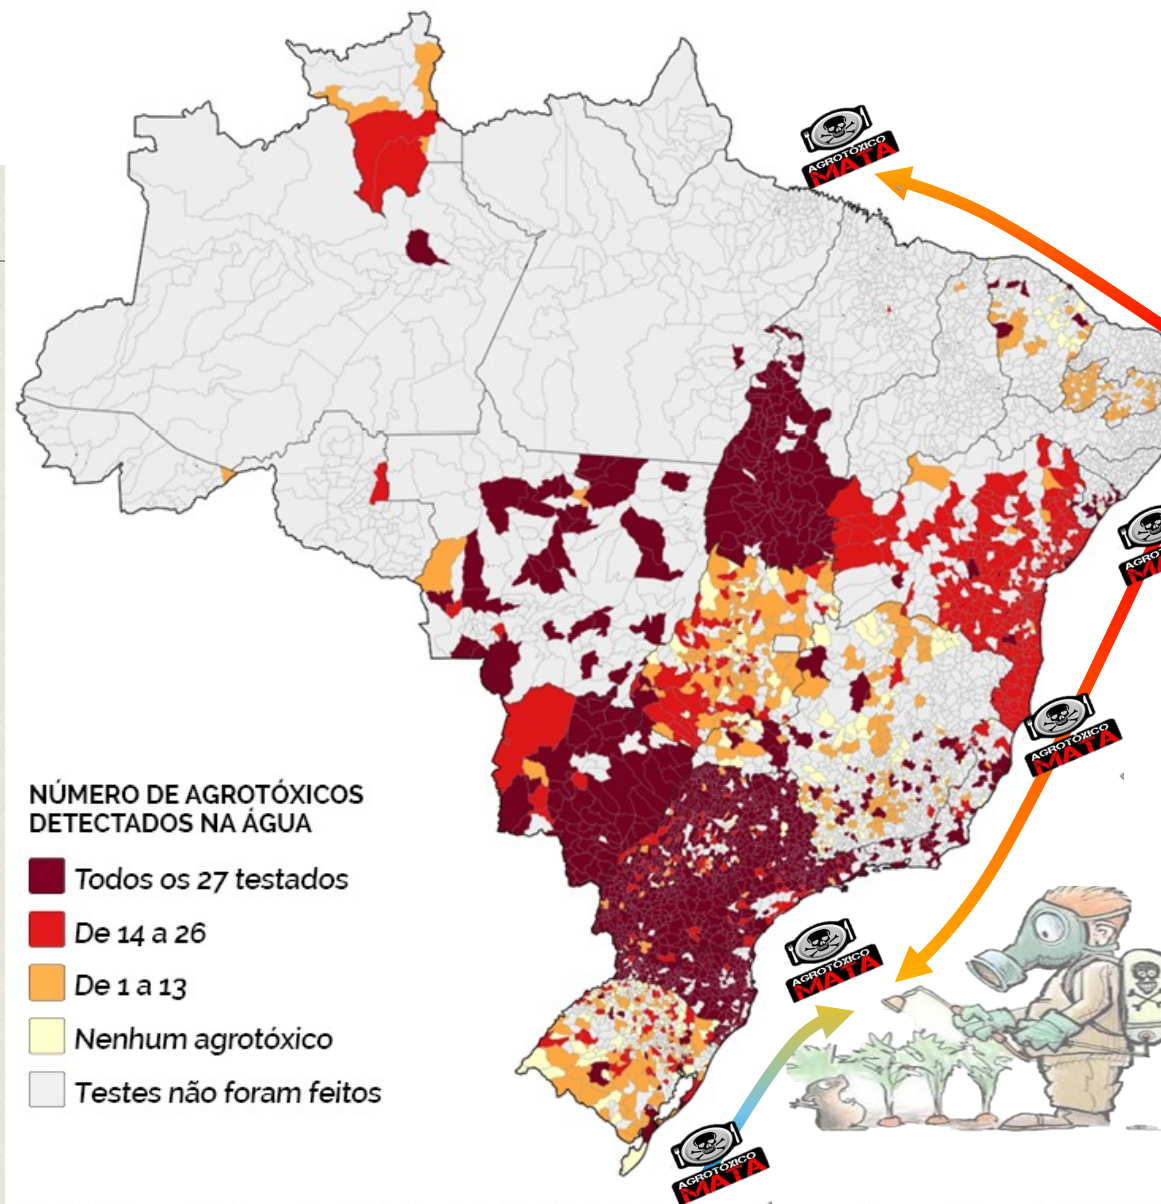 AGROTÓXICO
MATA
AGROTÓXICO
MATA
AGROTÓXICO
MATA
AGROTÓXICO
MATA
NÚMERO DE AGROTÓXICOS
DETECTADOS NA ÁGUA
Todos os 27 testados
De 14 a 26
De 1 a 13
Nenhum agrotóxico
Testes não foram feitos